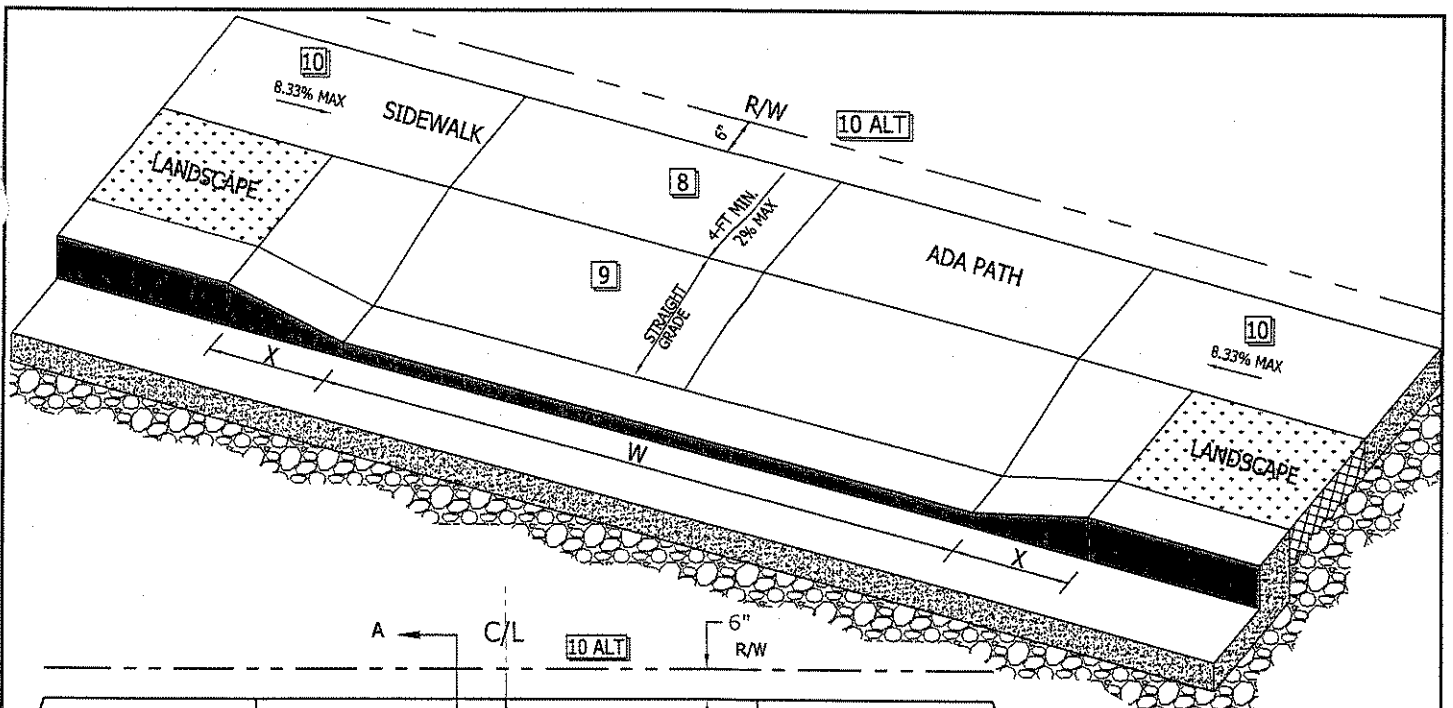 10
8.33% MAX
SIDEWALK
LANDSCAPE
R/W
6"
10 ALT
8
4-FT MIN.
2% MAX
9
STRAIGHT
GRADE
ADA PATH
10
8.33% MAX
LANDSCAPE
X
W
X
A
C/L
10 ALT
6"
R/W